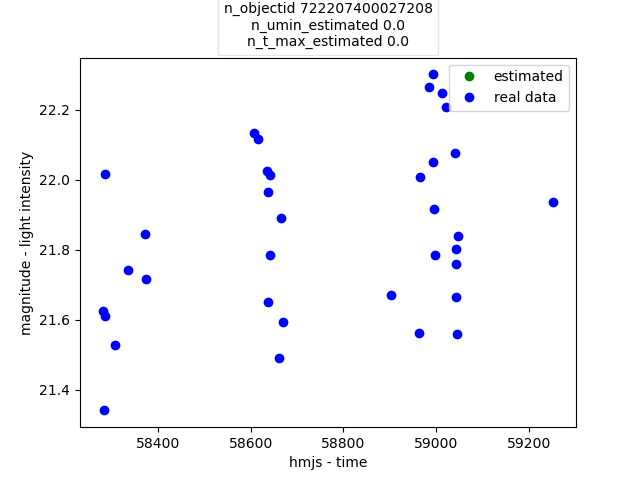 n_objectid 722207400027208
n_umin_estimated 0.0
n_t_max_estimated 0.0
estimated
real data
magnitude - light intensity
22.2
22.0
21.8
21.6
21.4
58400
58600
58800
59000
59200
hmjs - time